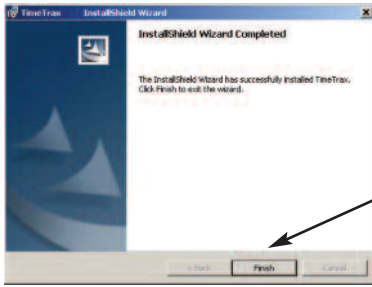 TimeTrax InstallShield Wizard
InstallShield Wizard Completed
The InstallShield Wizard has successfully installed TimeTrax.
Click Finish to exit the wizard.
< Back Finish Cancel